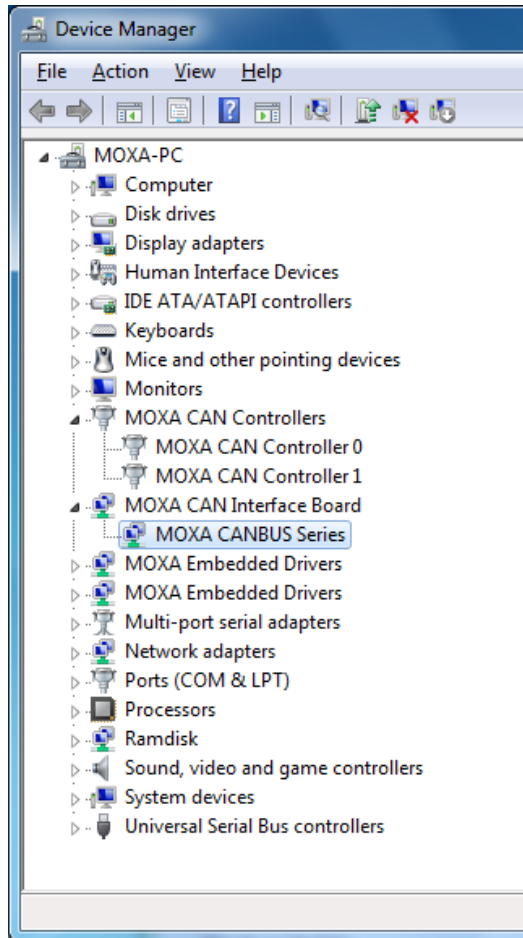 Device Manager
File Action View Help
MOXA-PC
Computer
Disk drives
Display adapters
Human Interface Devices
IDE ATA/ATAPI controllers
Keyboards
Mice and other pointing devices
Monitors
MOXA CAN Controllers
MOXA CAN Controller 0
MOXA CAN Controller 1
MOXA CAN Interface Board
MOXA CANBUS Series
MOXA Embedded Drivers
MOXA Embedded Drivers
Multi-port serial adapters
Network adapters
Ports (COM & LPT)
Processors
Ramdisk
Sound, video and game controllers
System devices
Universal Serial Bus controllers